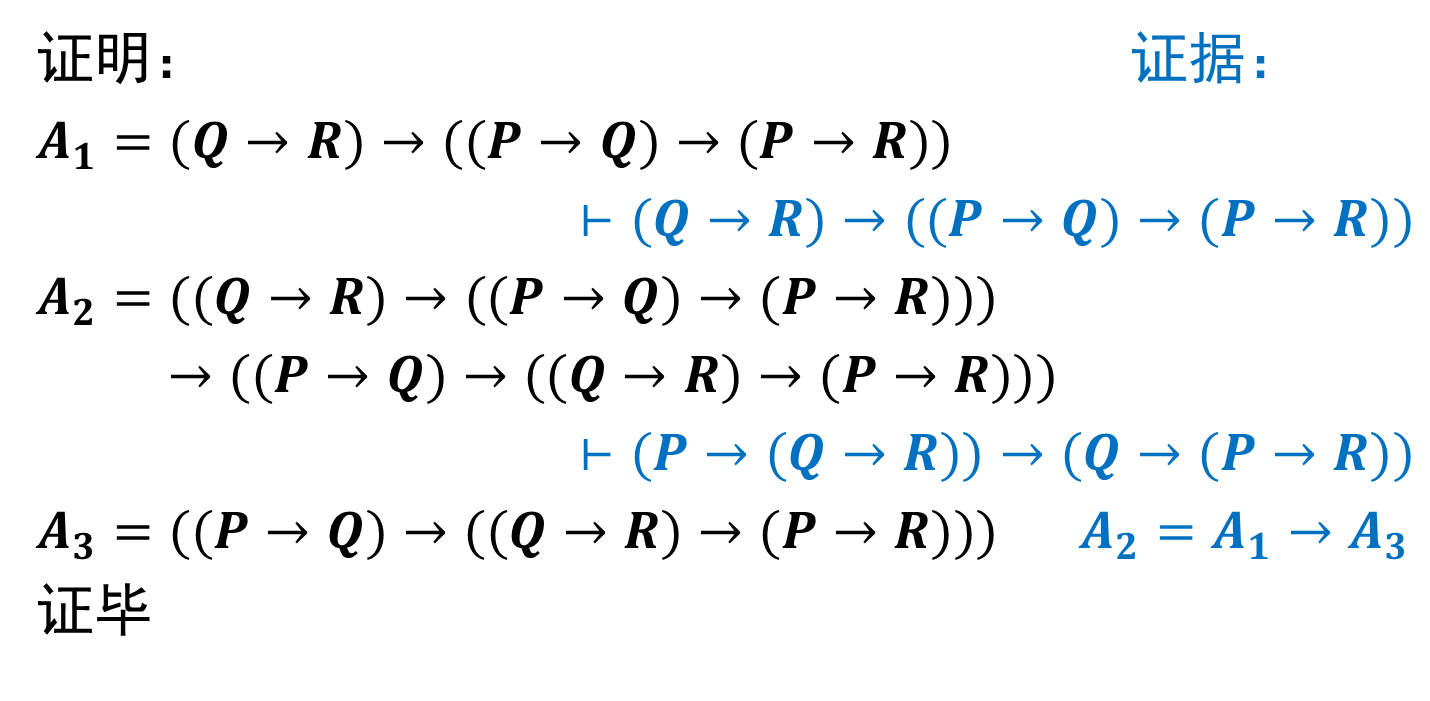 证明： 证据：
A₁ = (Q → R) → ((P → Q) → (P → R))
⊢ (Q → R) → ((P → Q) → (P → R))
A₂ = ((Q → R) → ((P → Q) → (P → R)))
→ ((P → Q) → ((Q → R) → (P → R)))
⊢ (P → (Q → R)) → (Q → (P → R))
A₃ = ((P → Q) → ((Q → R) → (P → R))) A₂ = A₁ → A₃
证毕